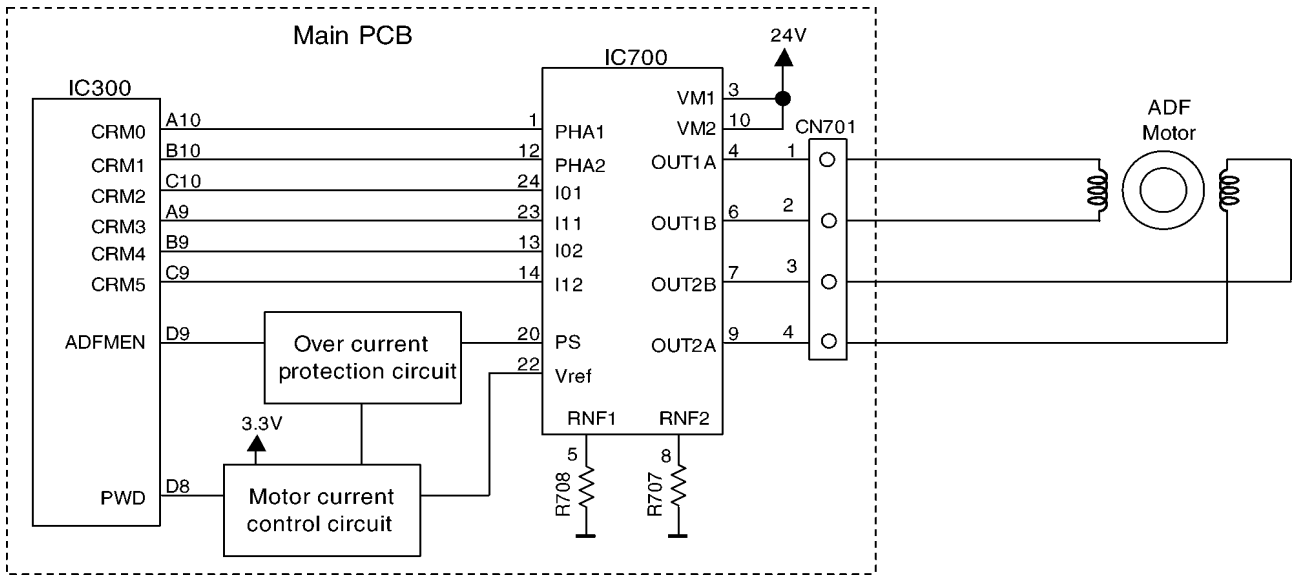 Main PCB
24V
IC300
IC700
CRM0 A10 1 PHA1
CRM1 B10 12 PHA2
CRM2 C10 24 I01
CRM3 A9 23 I11
CRM4 B9 13 I02
CRM5 C9 14 I12
ADFMEN D9
Over current
protection circuit
20 PS
22 Vref
3.3V
PWD D8
Motor current
control circuit
VM1 3
VM2 10
CN701
OUT1A 4 1
OUT1B 6 2
OUT2B 7 3
OUT2A 9 4
RNF1 RNF2
5 8
R708 R707
ADF
Motor